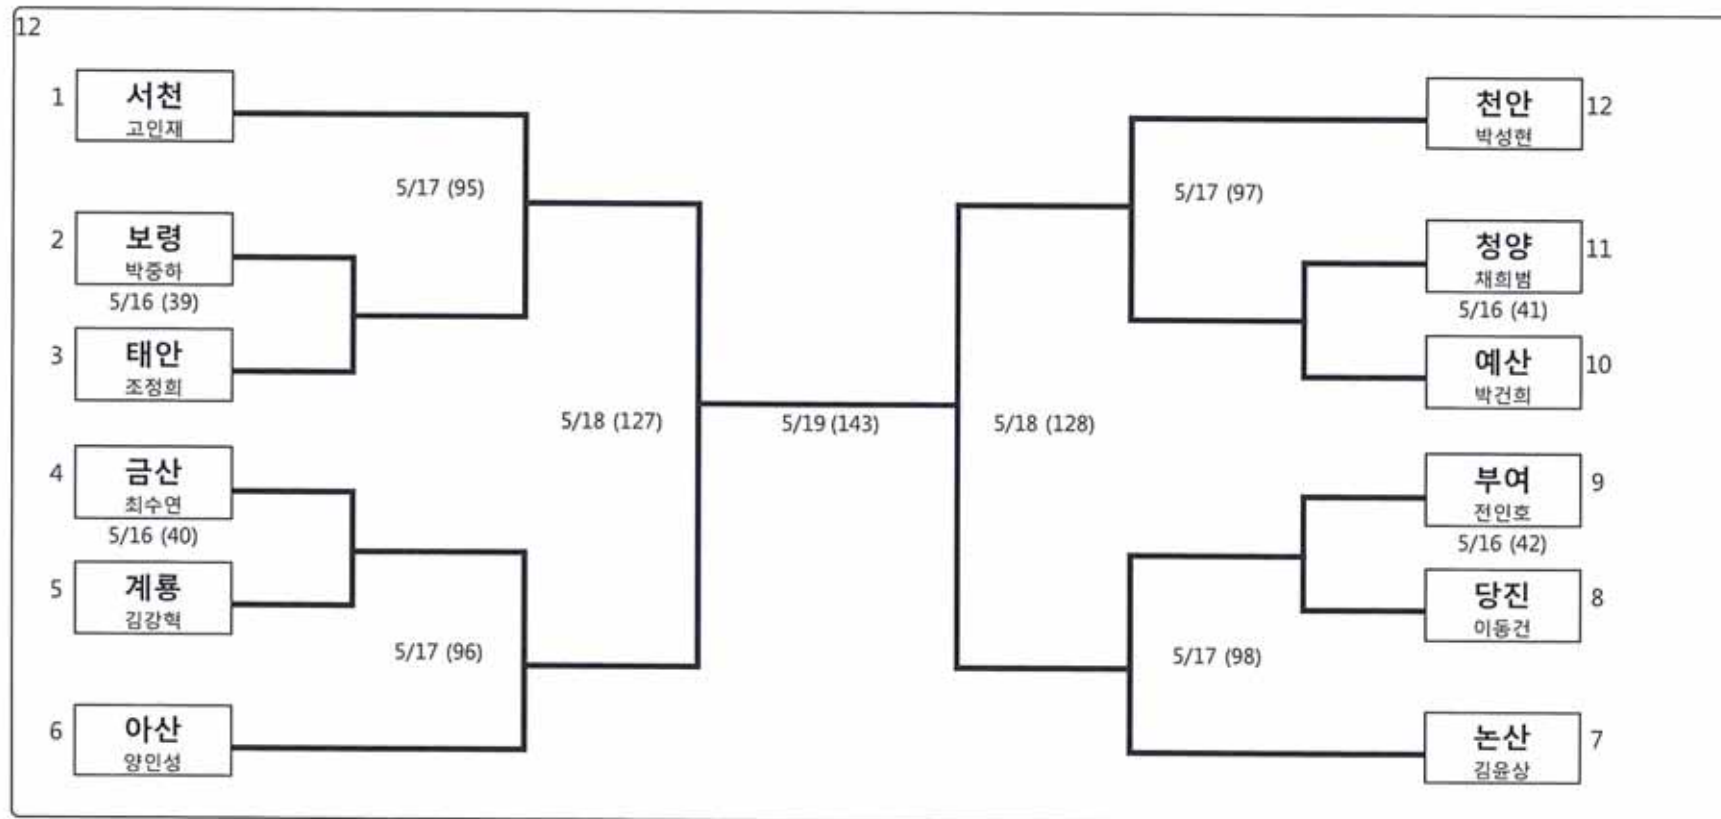 12
1
서천
고인재
5/17 (95)
2
보령
박중하
5/16 (39)
3
태안
조정희
5/18 (127)
4
금산
최수연
5/16 (40)
5
계룡
김강혁
5/17 (96)
6
아산
양인성
5/19 (143)
천안
12
박성현
5/17 (97)
청양
11
채희범
5/16 (41)
예산
10
박건희
5/18 (128)
부여
9
전인호
5/16 (42)
당진
8
이동건
5/17 (98)
논산
7
김윤상